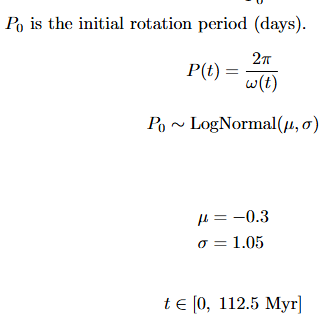 P₀ is the initial rotation period (days).
P(t) = 2π / ω(t)
P₀ ~ LogNormal(μ, σ)
μ = −0.3
σ = 1.05
t ∈ [0, 112.5 Myr]